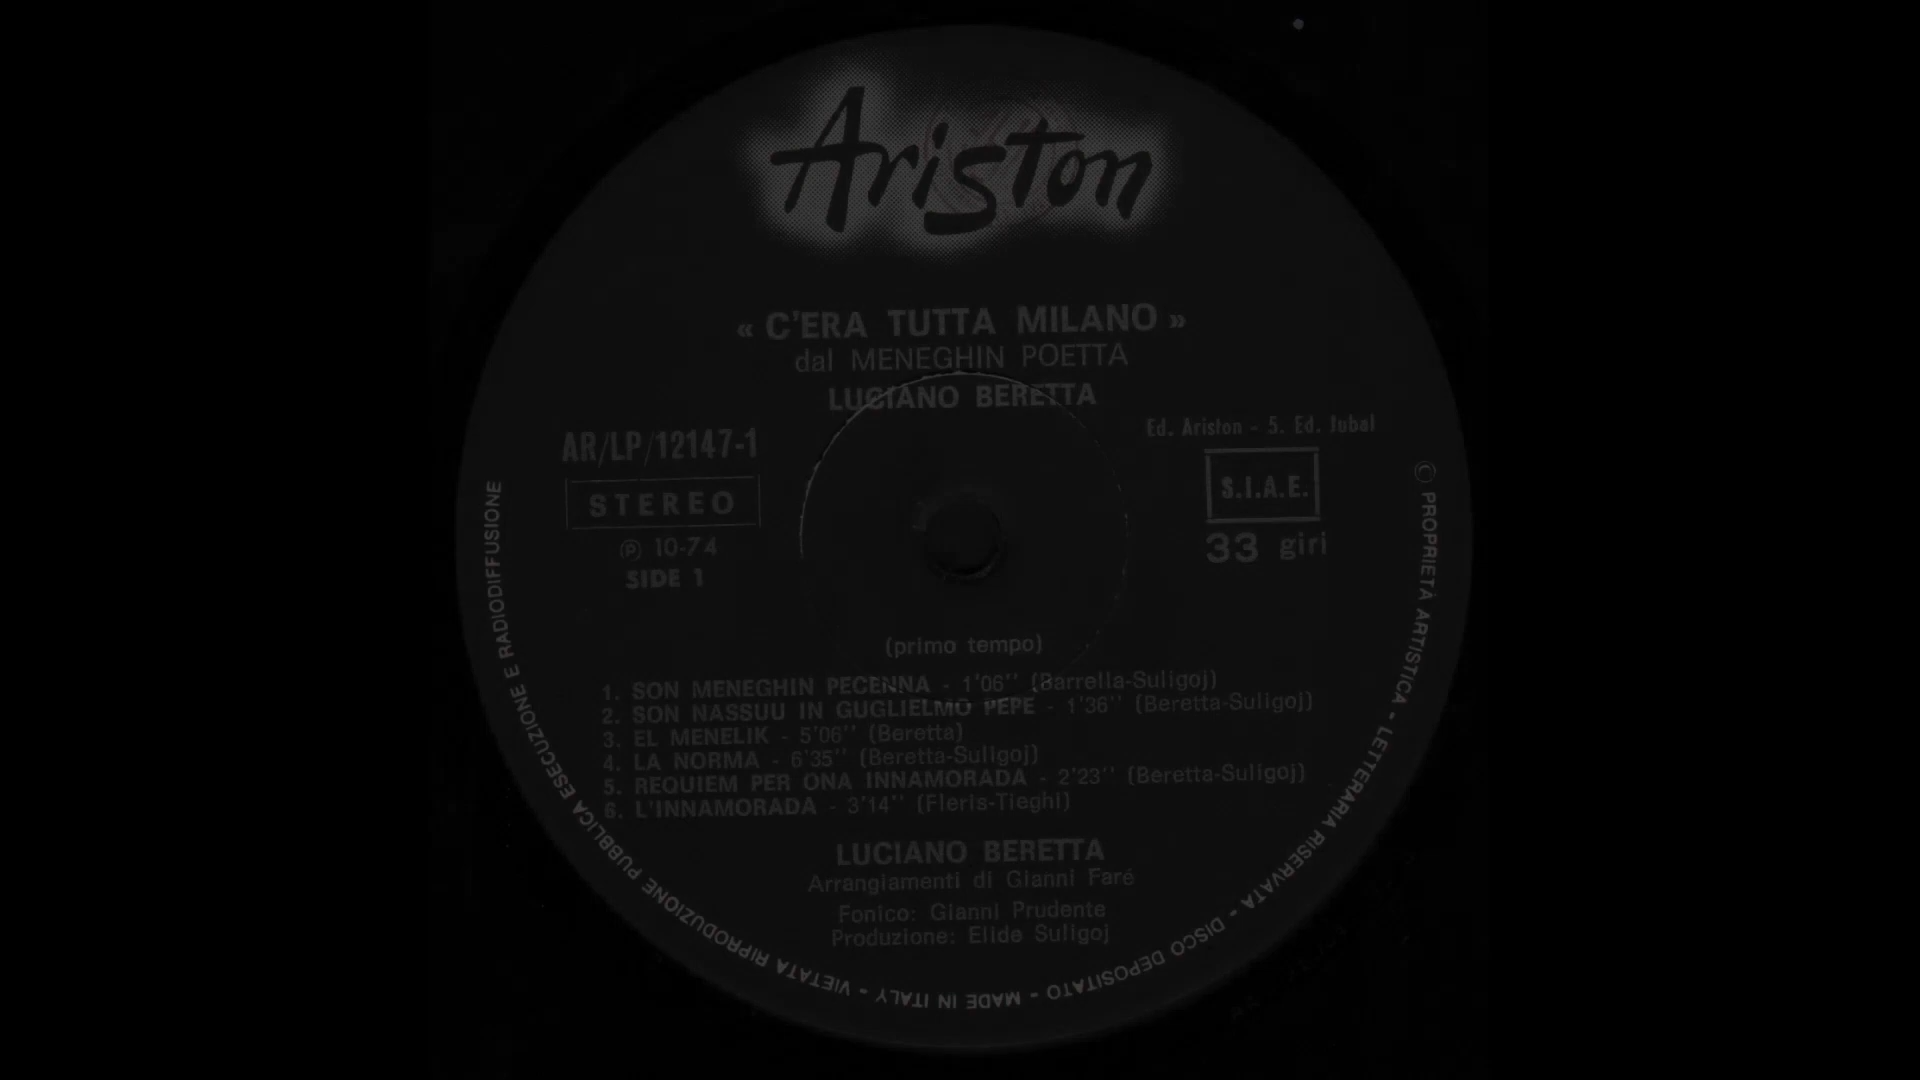 Ariston
« C'ERA TUTTA MILANO »
dal MENEGHIN POETTA
LUCIANO BERETTA
AR/LP/12147-1
STEREO
℗ 10-74
SIDE 1
Ed. Ariston - 5. Ed. Jubal
S.I.A.E.
33 giri
(primo tempo)
1. SON MENEGHIN PECENNA - 1'06'' (Barrella-Suligoj)
2. SON NASSUU IN GUGLIELMO PEPE - 1'36'' (Beretta-Suligoj)
3. EL MENELIK - 5'06'' (Beretta)
4. LA NORMA - 6'35'' (Beretta-Suligoj)
5. REQUIEM PER ONA INNAMORADA - 2'23'' (Beretta-Suligoj)
6. L'INNAMORADA - 3'14'' (Fleris-Tieghi)
LUCIANO BERETTA
Arrangiamenti di Gianni Faré
Fonico: Gianni Prudente
Produzione: Elide Suligoj
© PROPRIETÀ ARTISTICA - LETTERARIA RISERVATA - DISCO DEPOSITATO - MADE IN ITALY - VIETATA RIPRODUZIONE PUBBLICA ESECUZIONE E RADIODIFFUSIONE